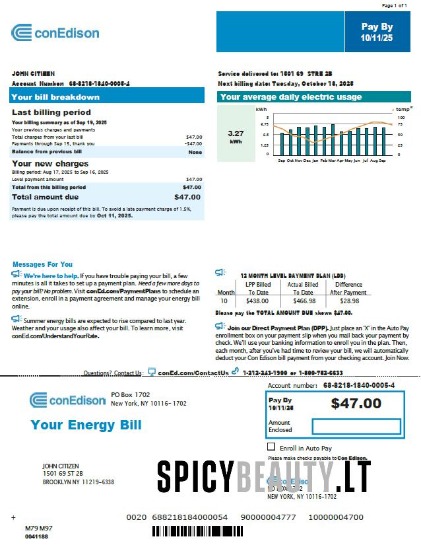 Page 1 of 1
conEdison
Pay By
10/11/25
JOHN CITIZEN
Account Number: 68-8218-1840-0005-4
Service delivered to: 1501 69 STRE 2B
Next billing date: Tuesday, October 18, 2025
Your bill breakdown
Last billing period
Your billing summary as of Sep 19, 2025
Your previous charges and payments
Total charges from your last bill $47.00
Payments through Sep 19, thank you -$47.00
Balance from previous bill None
Your new charges
Billing period: Aug 17, 2025 to Sep 16, 2025
Level payment amount $47.00
Total from this billing period $47.00
Total amount due $47.00
Payment is due upon receipt of this bill. To avoid a late payment charge of 1.5%,
please pay the total amount due by Oct 11, 2025.
Your average daily electric usage
3.27
kWh
kWh
temp°
Sep Oct Nov Dec Jan Feb Mar Apr May Jun Jul Aug Sep
Messages For You
We're here to help. If you have trouble paying your bill, a few
minutes is all it takes to set up a payment plan. Need a few more days to
pay your bill? No problem. Visit conEd.com/PaymentPlans to schedule an
extension, enroll in a payment agreement and manage your energy bill
online.
Summer energy bills are expected to rise compared to last year.
Weather and your usage also affect your bill. To learn more, visit
conEd.com/UnderstandYourRate.
12 MONTH LEVEL PAYMENT PLAN (LPP)
LPP Billed Actual Billed Difference
Month To Date To Date After Payment
10 $438.00 $466.98 $28.98
Please pay the TOTAL AMOUNT DUE shown $47.00.
Join our Direct Payment Plan (DPP). Just place an 'X' in the Auto Pay
enrollment box on your payment slip when you mail your payment by
check. We'll use your banking information to enroll you in the plan. Then,
each month, after you've had time to review your bill, we will automatically
deduct your Con Edison bill payment from your checking account. Join Now.
Questions? Contact Us: conEd.com/ContactUs 1-212-243-1900 or 1-800-752-6633
conEdison
PO Box 1702
New York, NY 10116-1702
Your Energy Bill
Account number: 68-8218-1840-0005-4
Pay By
10/11/25
$47.00
Amount
Enclosed
Enroll in Auto Pay
Please make checks payable to Con Edison.
JOHN CITIZEN
1501 69 ST 2B
BROOKLYN NY 11219-6338
SPICYBEAUTY.LT
NEW YORK, NY 10116-1702
+
0020 688218184000054 90000004777 10000004700
M79 M97
0041188